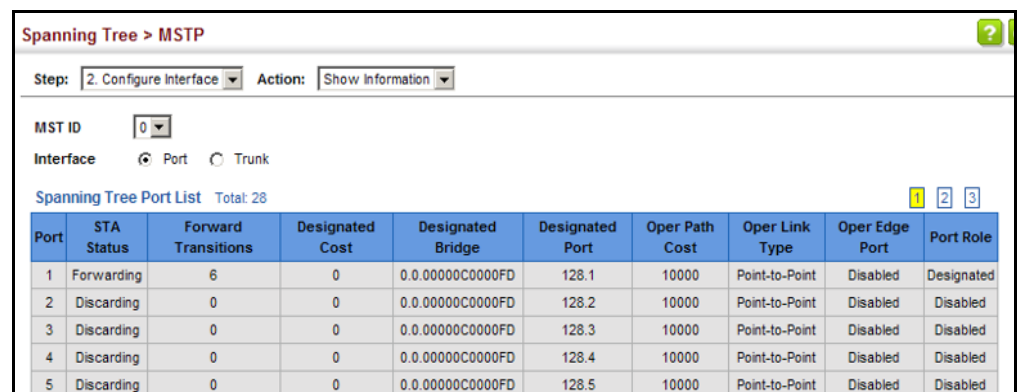 Spanning Tree > MSTP
?
Step: 2. Configure Interface Action: Show Information
MST ID 0
Interface Port Trunk
Spanning Tree Port List Total: 28 1 2 3
Port STA Status Forward Transitions Designated Cost Designated Bridge Designated Port Oper Path Cost Oper Link Type Oper Edge Port Port Role
1 Forwarding 6 0 0.0.00000C0000FD 128.1 10000 Point-to-Point Disabled Designated
2 Discarding 0 0 0.0.00000C0000FD 128.2 10000 Point-to-Point Disabled Disabled
3 Discarding 0 0 0.0.00000C0000FD 128.3 10000 Point-to-Point Disabled Disabled
4 Discarding 0 0 0.0.00000C0000FD 128.4 10000 Point-to-Point Disabled Disabled
5 Discarding 0 0 0.0.00000C0000FD 128.5 10000 Point-to-Point Disabled Disabled